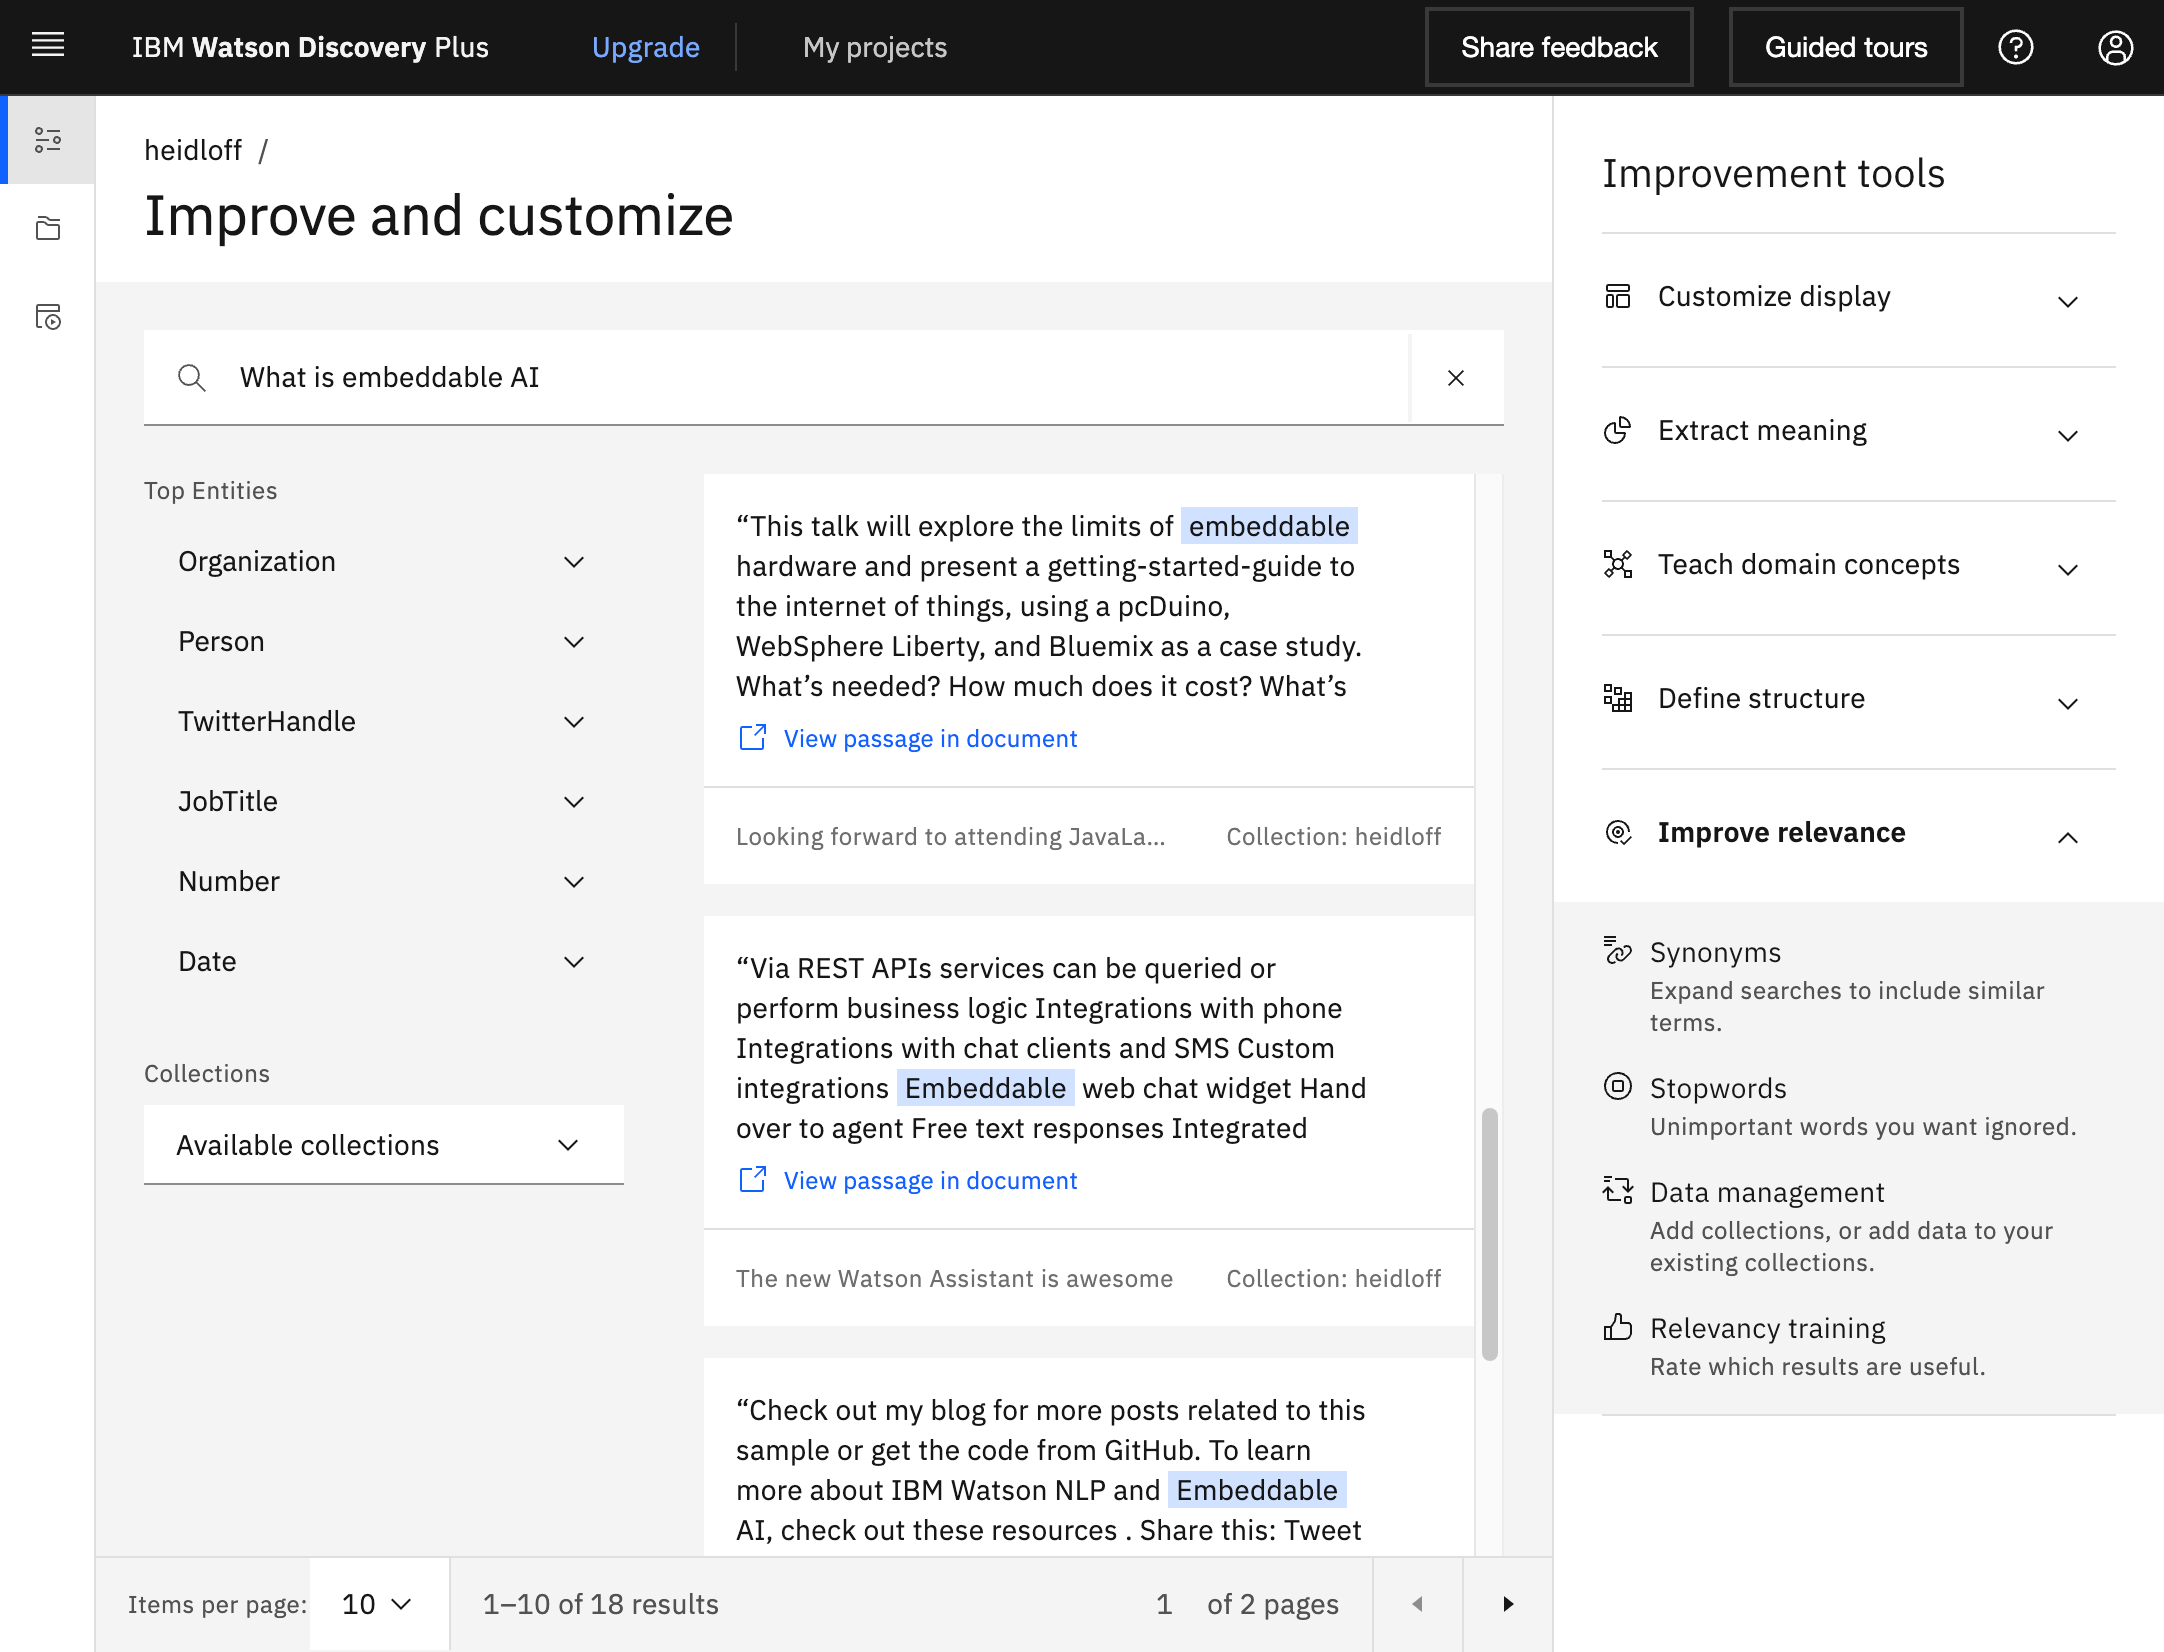 IBM Watson Discovery Plus
Upgrade
My projects
Share feedback
Guided tours
heidloff /
Improve and customize
What is embeddable AI
Top Entities
Organization
Person
TwitterHandle
JobTitle
Number
Date
Collections
Available collections
“This talk will explore the limits of embeddable
hardware and present a getting-started-guide to
the internet of things, using a pcDuino,
WebSphere Liberty, and Bluemix as a case study.
What’s needed? How much does it cost? What’s
View passage in document
Looking forward to attending JavaLa...
Collection: heidloff
“Via REST APIs services can be queried or
perform business logic Integrations with phone
Integrations with chat clients and SMS Custom
integrations Embeddable web chat widget Hand
over to agent Free text responses Integrated
View passage in document
The new Watson Assistant is awesome
Collection: heidloff
“Check out my blog for more posts related to this
sample or get the code from GitHub. To learn
more about IBM Watson NLP and Embeddable
AI, check out these resources . Share this: Tweet
Items per page:
10
1–10 of 18 results
1 of 2 pages
Improvement tools
Customize display
Extract meaning
Teach domain concepts
Define structure
Improve relevance
Synonyms
Expand searches to include similar
terms.
Stopwords
Unimportant words you want ignored.
Data management
Add collections, or add data to your
existing collections.
Relevancy training
Rate which results are useful.